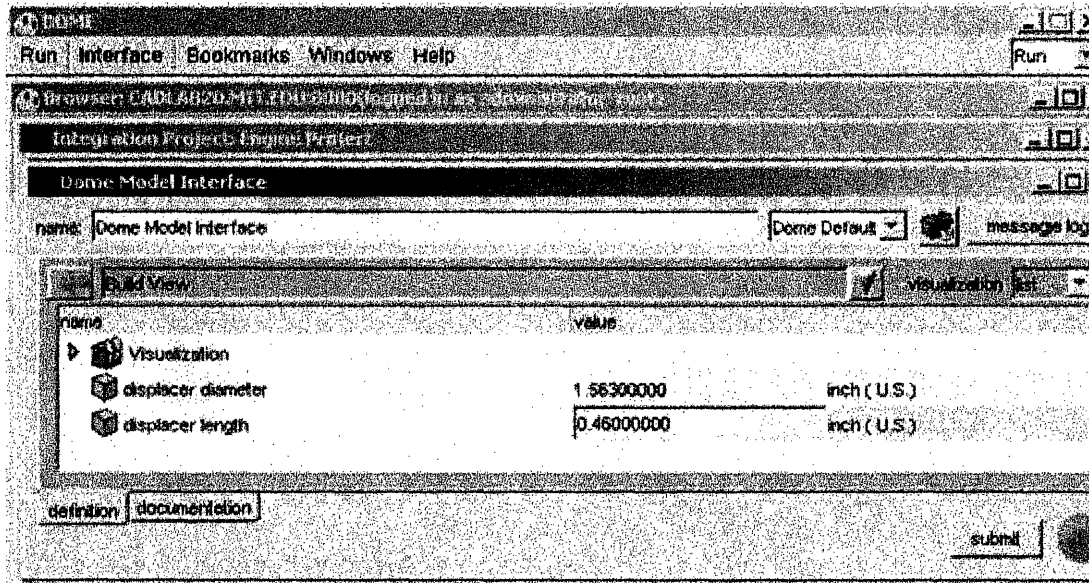 DOME
Run Interface Bookmarks Windows Help Run
Browser:
Integration Project: Engine Project
Dome Model Interface
name: Dome Model Interface Dome Default message log
Build View visualization list
name value
Visualization
displacer diameter 1.56300000 inch ( U.S.)
displacer length 0.46000000 inch ( U.S.)
definition documentation
submit